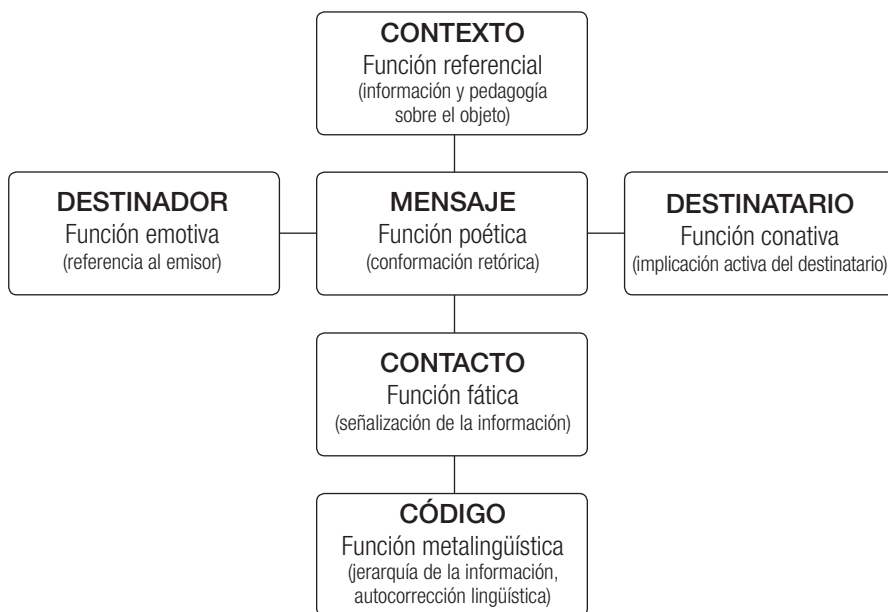 CONTEXTO
Función referencial
(información y pedagogía
sobre el objeto)
DESTINADOR
Función emotiva
(referencia al emisor)
MENSAJE
Función poética
(conformación retórica)
DESTINATARIO
Función conativa
(implicación activa del destinatario)
CONTACTO
Función fática
(señalización de la información)
CÓDIGO
Función metalingüística
(jerarquía de la información,
autocorrección lingüística)